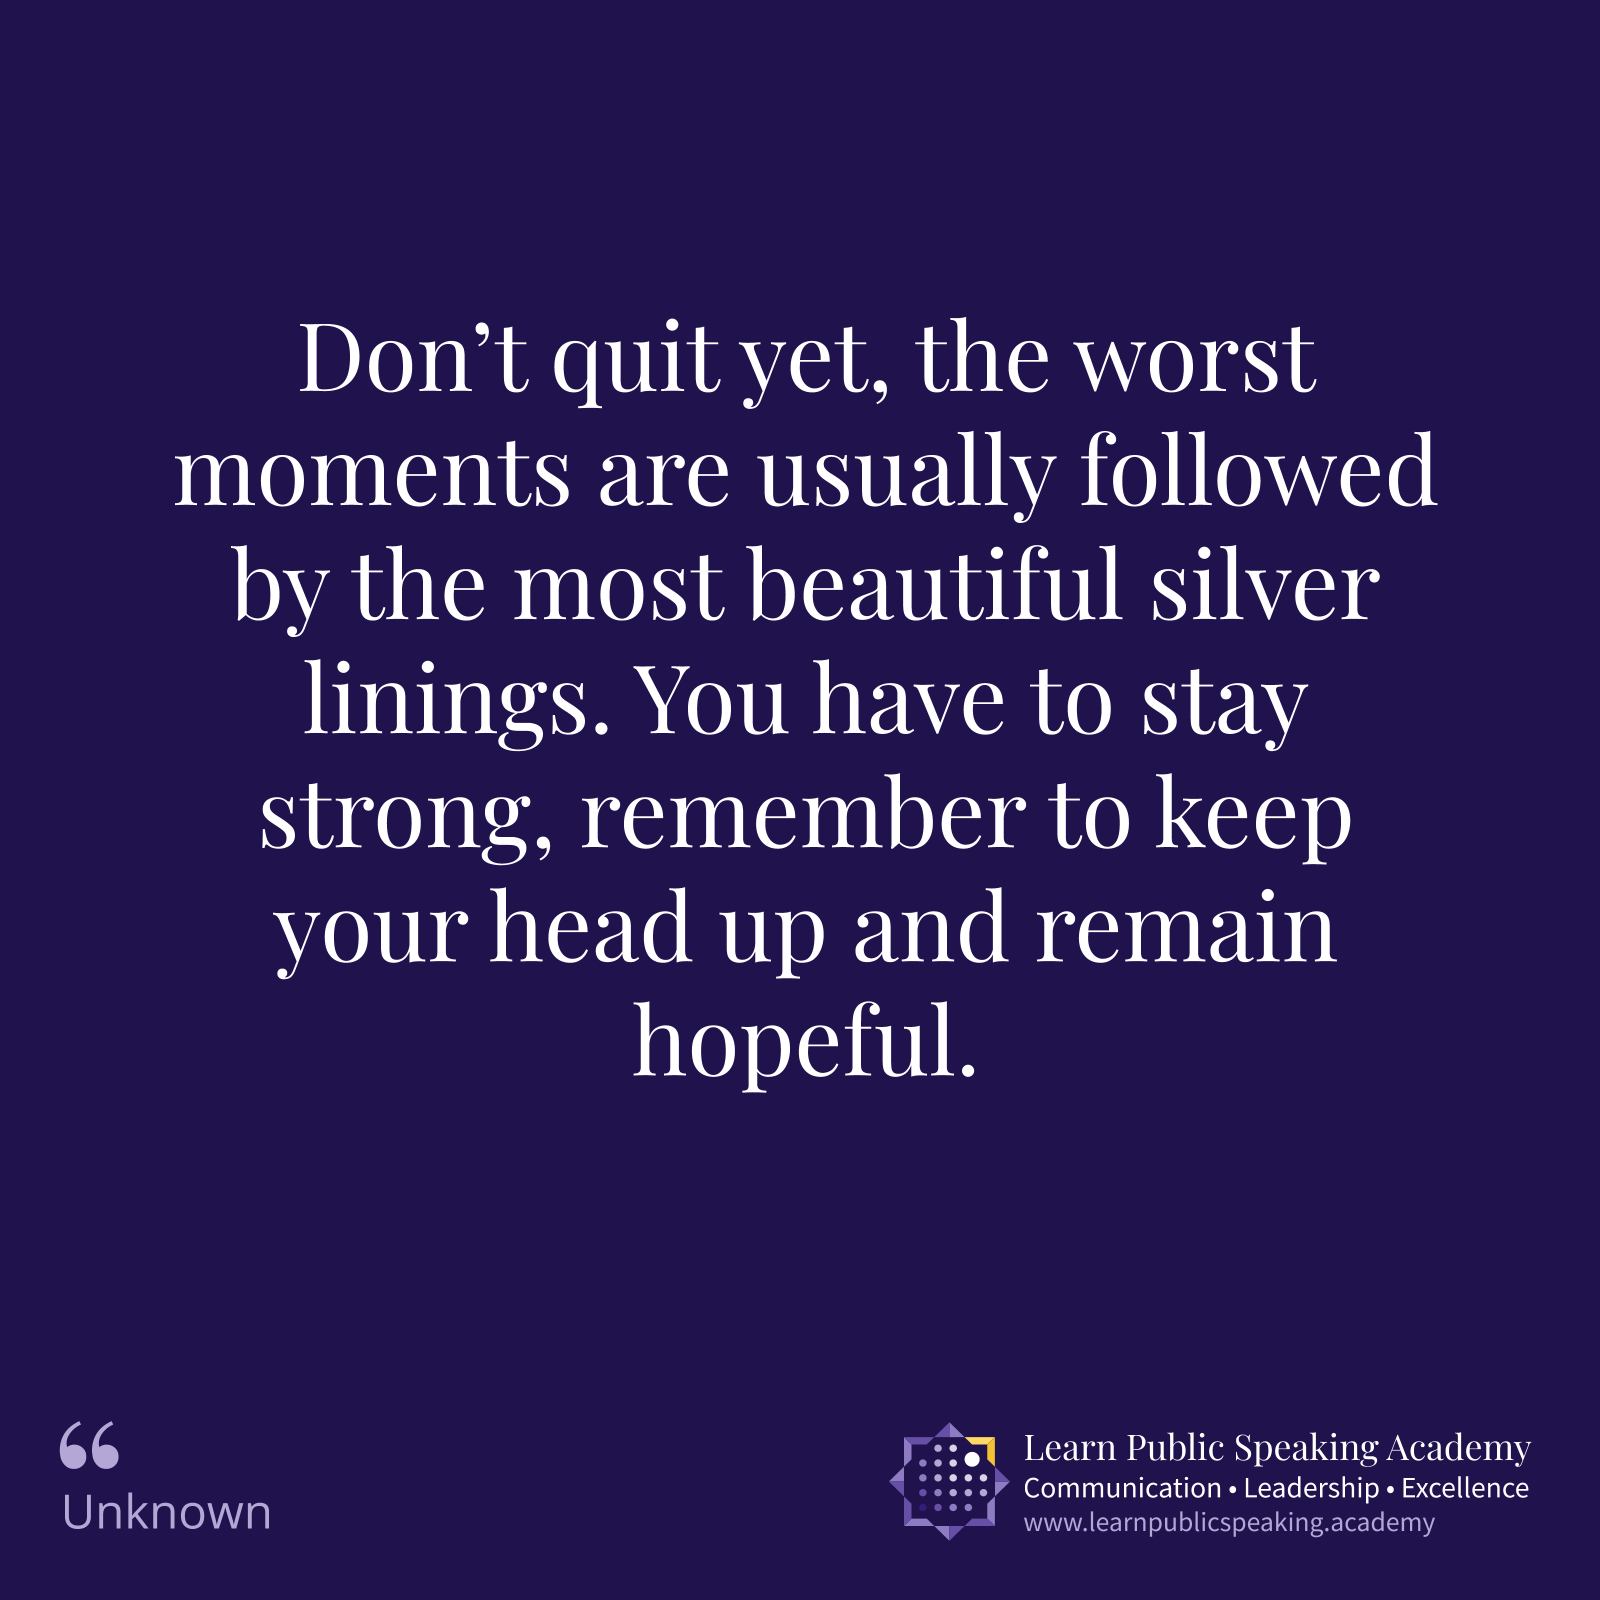 Don’t quit yet, the worst
moments are usually followed
by the most beautiful silver
linings. You have to stay
strong, remember to keep
your head up and remain
hopeful.
“
Unknown
Learn Public Speaking Academy
Communication • Leadership • Excellence
www.learnpublicspeaking.academy